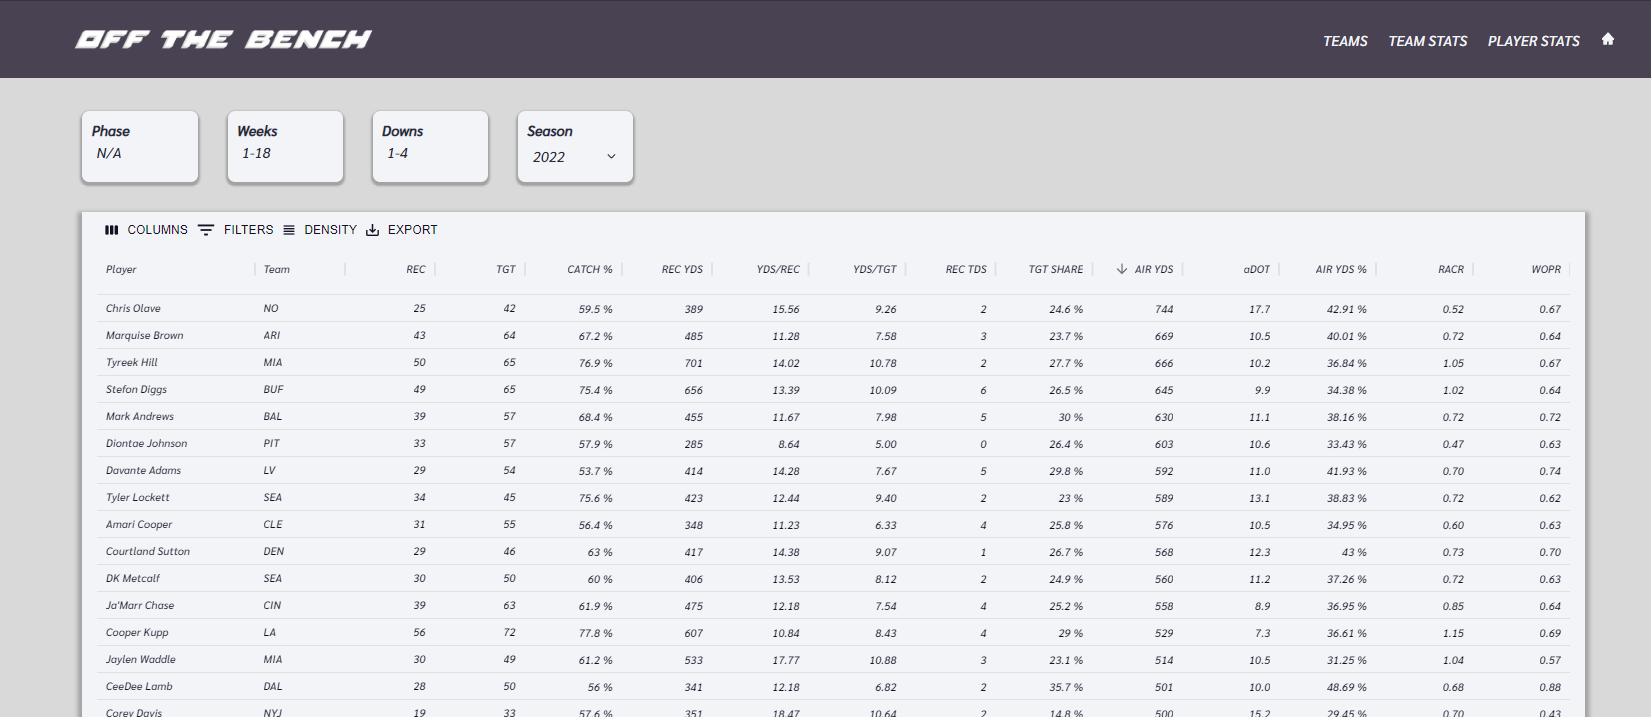 OFF THE BENCH TEAMS TEAM STATS PLAYER STATS
Phase Weeks Downs Season
N/A 1-18 1-4 2022
COLUMNS FILTERS DENSITY EXPORT
Player Team REC TGT CATCH % REC YDS YDS/REC YDS/TGT REC TDS TGT SHARE AIR YDS aDOT AIR YDS % RACR WOPR
Chris Olave NO 25 42 59.5 % 389 15.56 9.26 2 24.6 % 744 17.7 42.91 % 0.52 0.67
Marquise Brown ARI 43 64 67.2 % 485 11.28 7.58 3 23.7 % 669 10.5 40.01 % 0.72 0.64
Tyreek Hill MIA 50 65 76.9 % 701 14.02 10.78 2 27.7 % 666 10.2 36.84 % 1.05 0.67
Stefon Diggs BUF 49 65 75.4 % 656 13.39 10.09 6 26.5 % 645 9.9 34.38 % 1.02 0.64
Mark Andrews BAL 39 57 68.4 % 455 11.67 7.98 5 30 % 630 11.1 38.16 % 0.72 0.72
Diontae Johnson PIT 33 57 57.9 % 285 8.64 5.00 0 26.4 % 603 10.6 33.43 % 0.47 0.63
Davante Adams LV 29 54 53.7 % 414 14.28 7.67 5 29.8 % 592 11.0 41.93 % 0.70 0.74
Tyler Lockett SEA 34 45 75.6 % 423 12.44 9.40 2 23 % 589 13.1 38.83 % 0.72 0.62
Amari Cooper CLE 31 55 56.4 % 348 11.23 6.33 4 25.8 % 576 10.5 34.95 % 0.60 0.63
Courtland Sutton DEN 29 46 63 % 417 14.38 9.07 1 26.7 % 568 12.3 43 % 0.73 0.70
DK Metcalf SEA 30 50 60 % 406 13.53 8.12 2 24.9 % 560 11.2 37.26 % 0.72 0.63
Ja'Marr Chase CIN 39 63 61.9 % 475 12.18 7.54 4 25.2 % 558 8.9 36.95 % 0.85 0.64
Cooper Kupp LA 56 72 77.8 % 607 10.84 8.43 4 29 % 529 7.3 36.61 % 1.15 0.69
Jaylen Waddle MIA 30 49 61.2 % 533 17.77 10.88 3 23.1 % 514 10.5 31.25 % 1.04 0.57
CeeDee Lamb DAL 28 50 56 % 341 12.18 6.82 2 35.7 % 501 10.0 48.69 % 0.68 0.88
Corey Davis NYJ 19 33 57.6 % 351 18.47 10.64 2 14.8 % 500 15.2 29.45 % 0.70 0.43